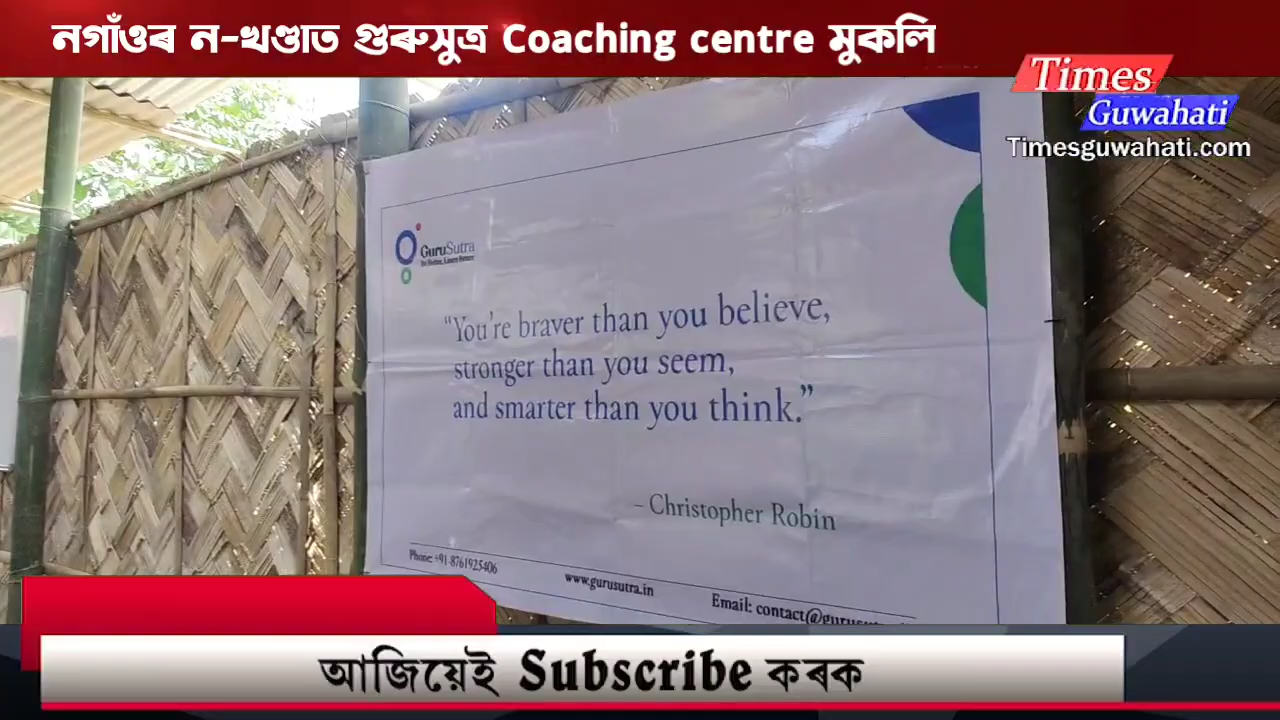 নগাঁওৰ ন-খণ্ডাত গুৰুসুত্ৰ Coaching centre মুকলি
Times
Guwahati
Timesguwahati.com
GuruSutra
"You're braver than you believe,
stronger than you seem,
and smarter than you think."
– Christopher Robin
Phone: +91-8761925406
www.gurusutra.in
Email: contact@gurusutra
আজিয়েই Subscribe কৰক